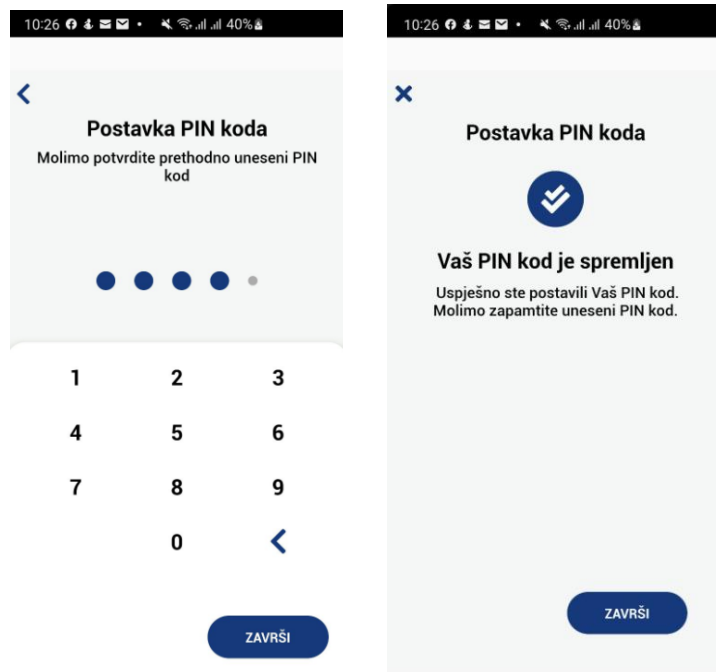 10:26 40%
Postavka PIN koda
Molimo potvrdite prethodno uneseni PIN
kod
1 2 3
4 5 6
7 8 9
0
ZAVRŠI
10:26 40%
Postavka PIN koda
Vaš PIN kod je spremljen
Uspješno ste postavili Vaš PIN kod.
Molimo zapamtite uneseni PIN kod.
ZAVRŠI